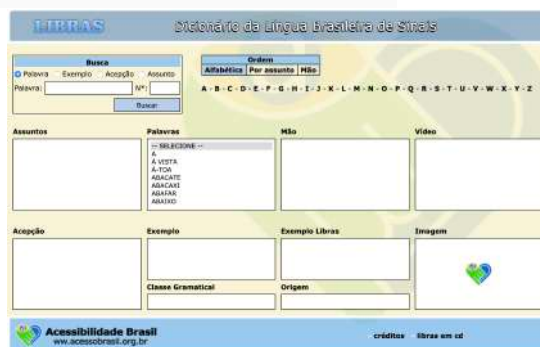 LIBRAS Dicionário da Língua Brasileira de Sinais
Busca
Palavra Exemplo Acepção Assunto
Palavra: Nº:
Buscar
Ordem
Alfabética Por assunto Mão
A - B - C - D - E - F - G - H - I - J - K - L - M - N - O - P - Q - R - S - T - U - V - W - X - Y - Z
Assuntos Palavras Mão Vídeo
-- SELECIONE --
A
À VISTA
À-TOA
ABACATE
ABACAXI
ABAFAR
ABAIXO
Acepção Exemplo Exemplo Libras Imagem
Classe Gramatical Origem
Acessibilidade Brasil
www.acessobrasil.org.br
créditos libras em cd